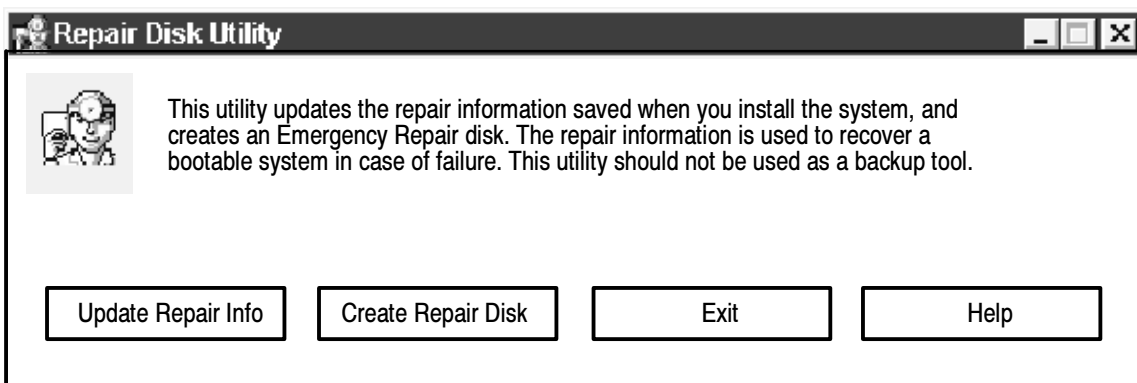 Repair Disk Utility
This utility updates the repair information saved when you install the system, and
creates an Emergency Repair disk. The repair information is used to recover a
bootable system in case of failure. This utility should not be used as a backup tool.
Update Repair Info
Create Repair Disk
Exit
Help